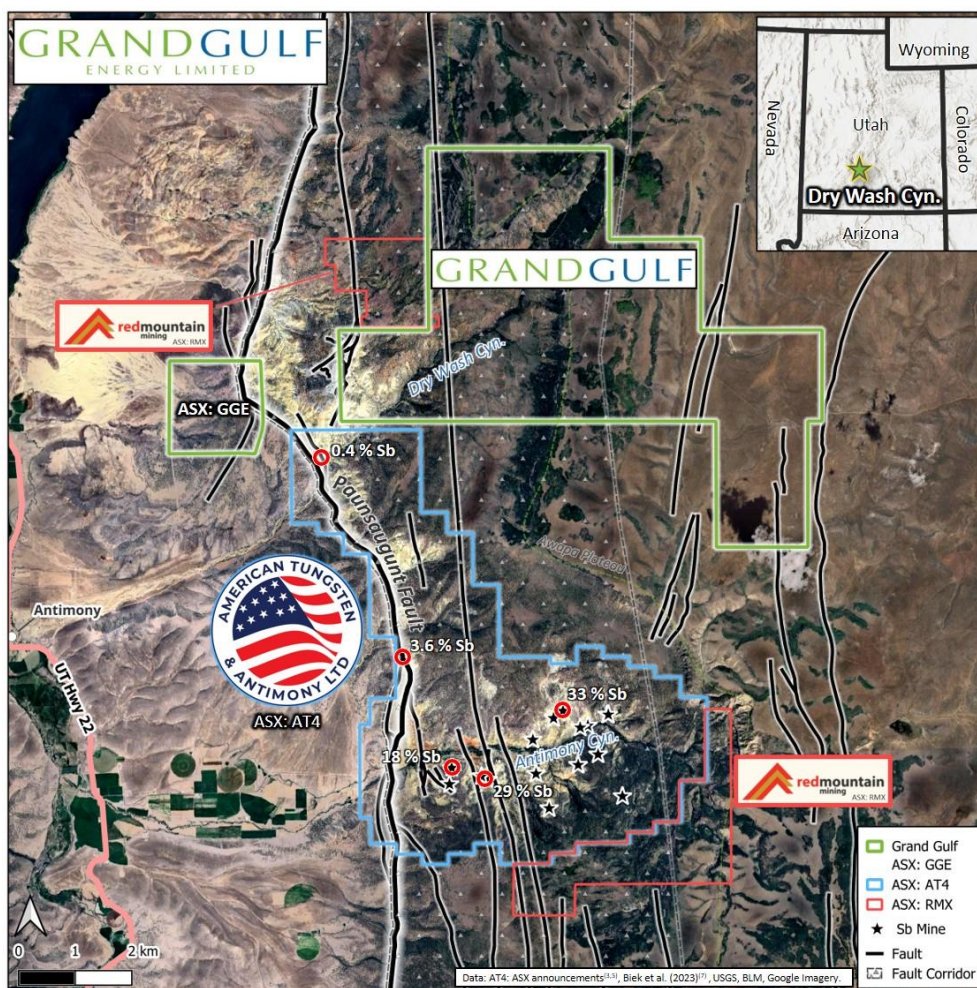 GRANDGULF
ENERGY LIMITED
Wyoming
Nevada
Utah
Colorado
Dry Wash Cyn.
Arizona
GRANDGULF
redmountain
mining
ASX: RMX
Dry Wash Cyn.
ASX: GGE
0.4 % Sb
Paunsaugunt Fault
Awapa Plateau
AMERICAN TUNGSTEN
& ANTIMONY LTD
ASX: AT4
Antimony
UT Hwy 22
3.6 % Sb
33 % Sb
Antimony Cyn.
18 % Sb
29 % Sb
redmountain
mining
ASX: RMX
Grand Gulf
ASX: GGE
ASX: AT4
ASX: RMX
Sb Mine
Fault
Fault Corridor
0 1 2 km
Data: AT4: ASX announcements(3,5), Biek et al. (2023)(7), USGS, BLM, Google Imagery.